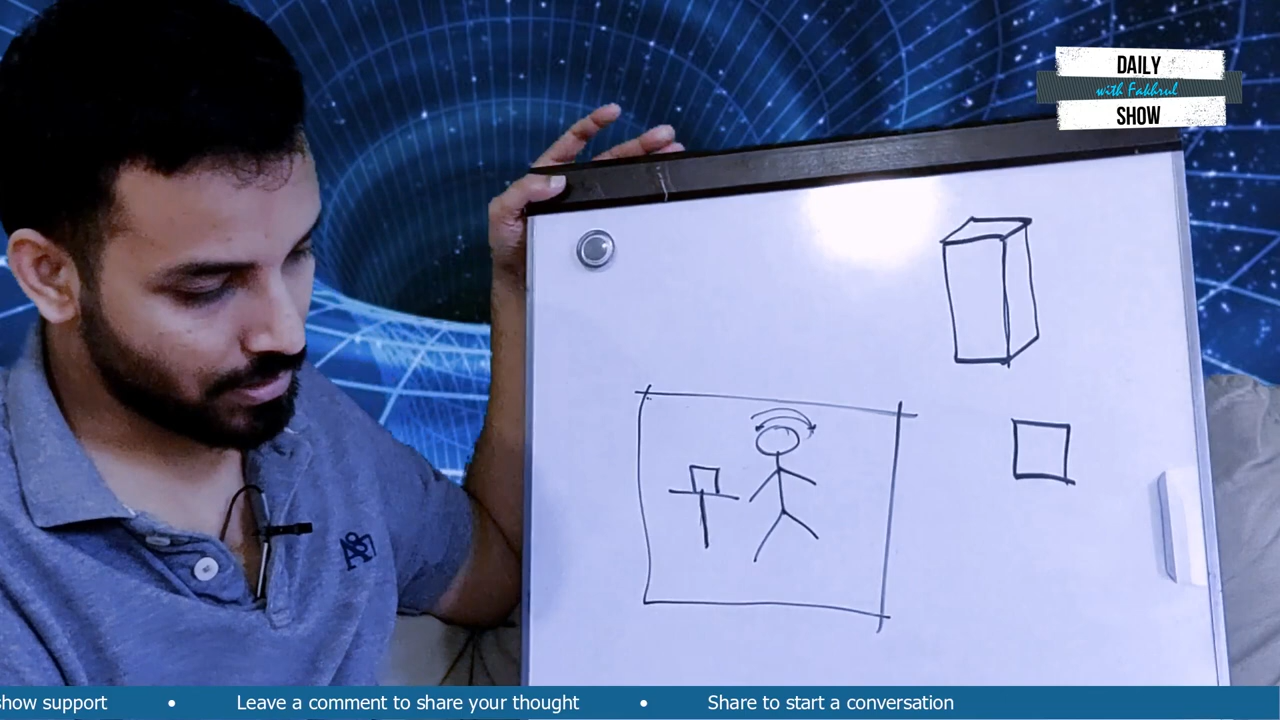 DAILY
with Fakhrul
SHOW
show support • Leave a comment to share your thought • Share to start a conversation